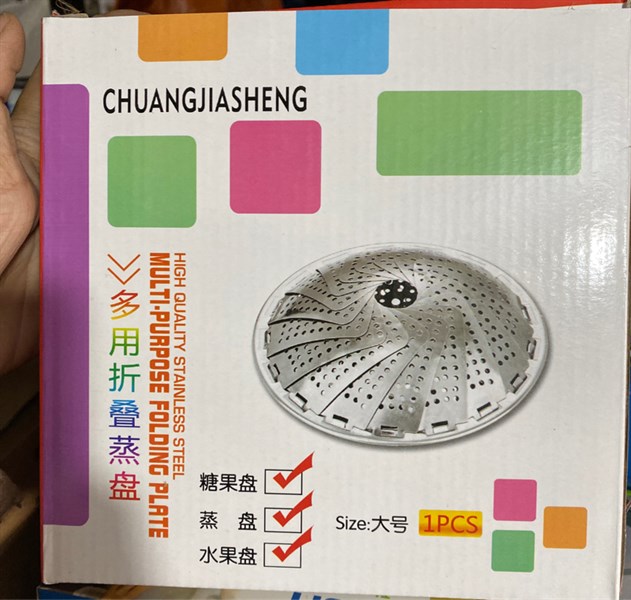 CHUANGJIASHENG
HIGH QUALITY STAINLESS STEEL
MULTI-PURPOSE FOLDING PLATE
多用折叠蒸盘
糖果盘
蒸 盘
水果盘
Size:大号 1PCS